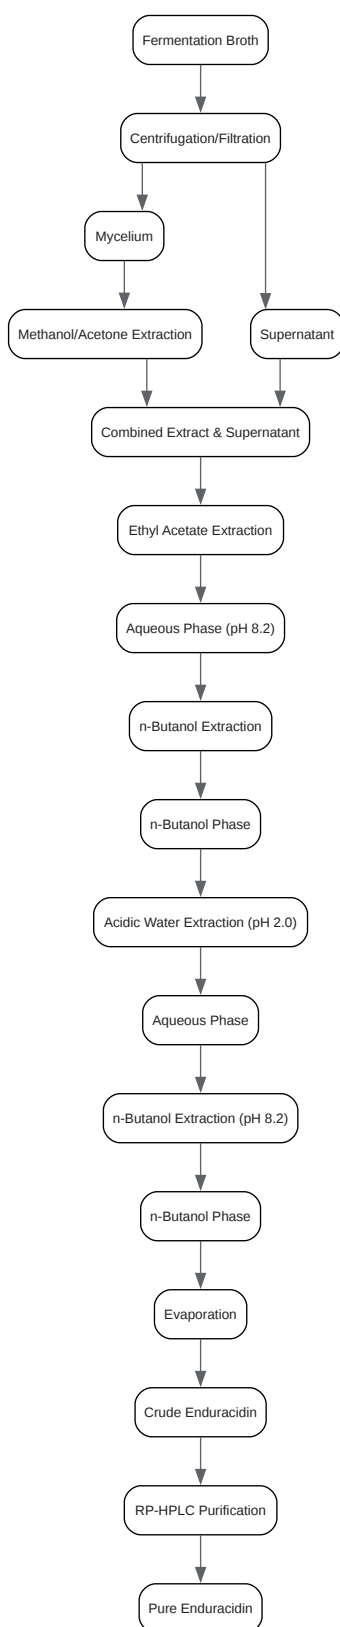 Fermentation Broth
Centrifugation/Filtration
Mycelium
Methanol/Acetone Extraction
Supernatant
Combined Extract & Supernatant
Ethyl Acetate Extraction
Aqueous Phase (pH 8.2)
n-Butanol Extraction
n-Butanol Phase
Acidic Water Extraction (pH 2.0)
Aqueous Phase
n-Butanol Extraction (pH 8.2)
n-Butanol Phase
Evaporation
Crude Enduracidin
RP-HPLC Purification
Pure Enduracidin